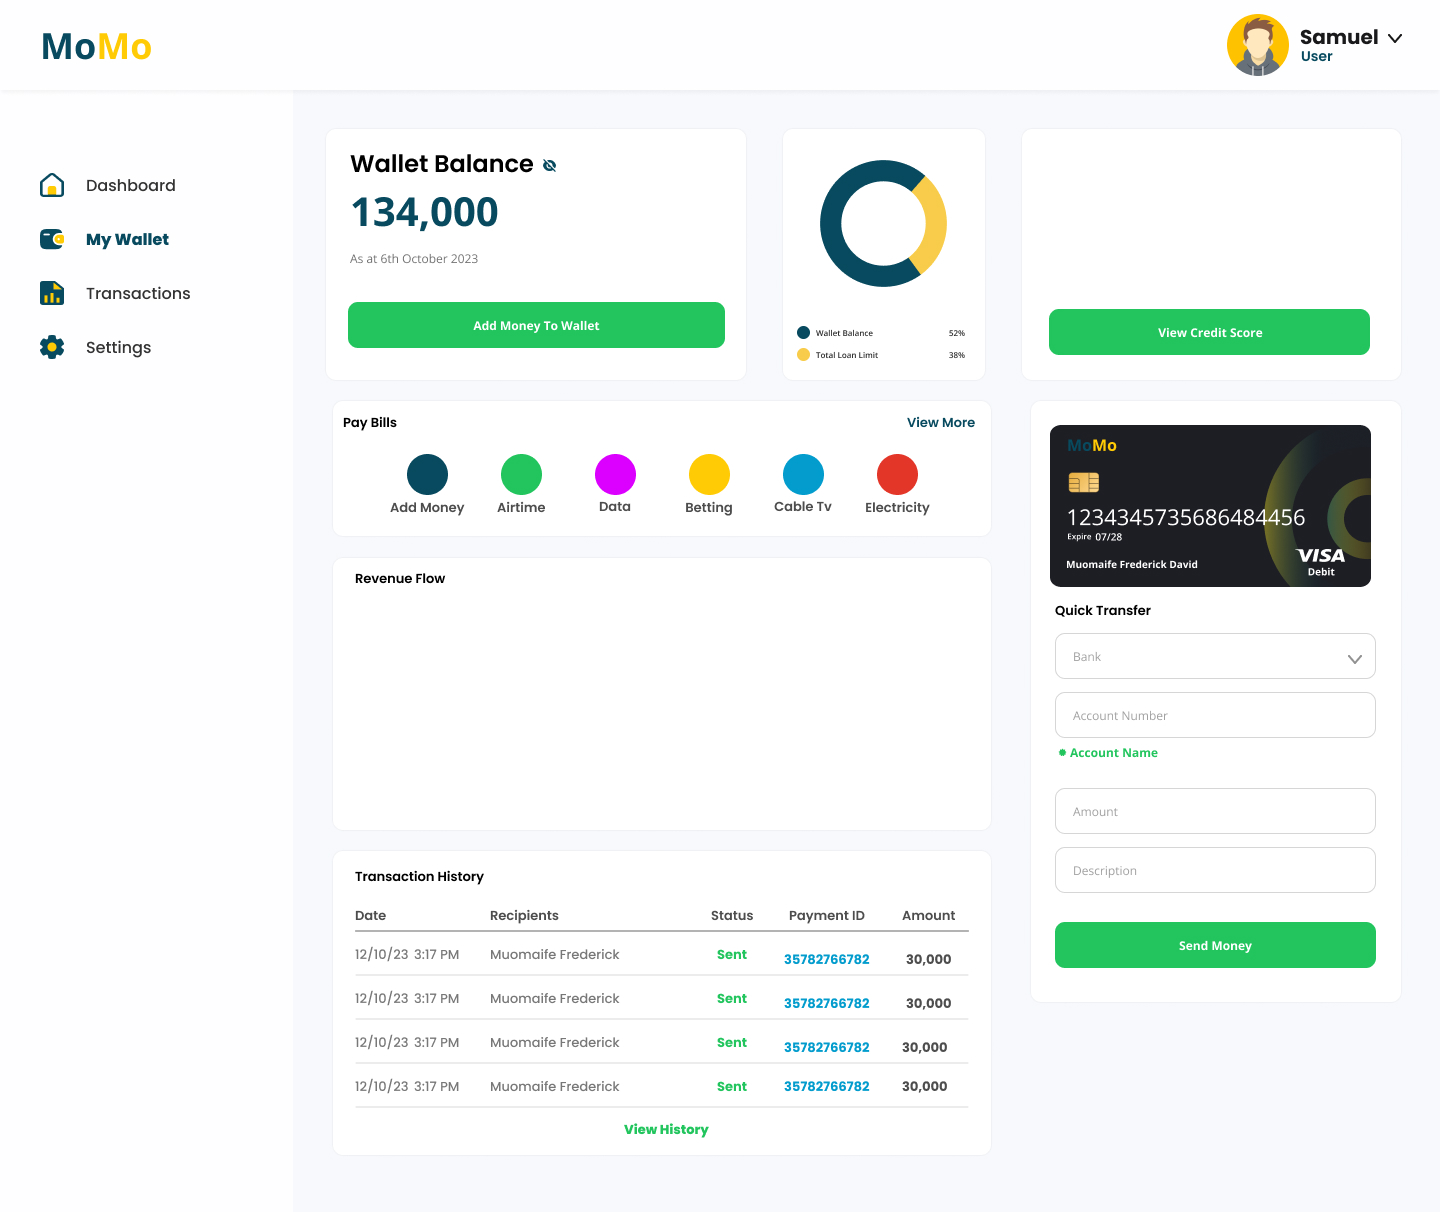 MoMo
Samuel
User
Dashboard
My Wallet
Transactions
Settings
Wallet Balance
134,000
As at 6th October 2023
Add Money To Wallet
Wallet Balance 52%
Total Loan Limit 38%
View Credit Score
Pay Bills View More
Add Money Airtime Data Betting Cable Tv Electricity
Revenue Flow
Transaction History
Date Recipients Status Payment ID Amount
12/10/23 3:17 PM Muomaife Frederick Sent 35782766782 30,000
12/10/23 3:17 PM Muomaife Frederick Sent 35782766782 30,000
12/10/23 3:17 PM Muomaife Frederick Sent 35782766782 30,000
12/10/23 3:17 PM Muomaife Frederick Sent 35782766782 30,000
View History
MoMo
1234345735686484456
Expire 07/28
Muomaife Frederick David
VISA
Debit
Quick Transfer
Bank
Account Number
Account Name
Amount
Description
Send Money